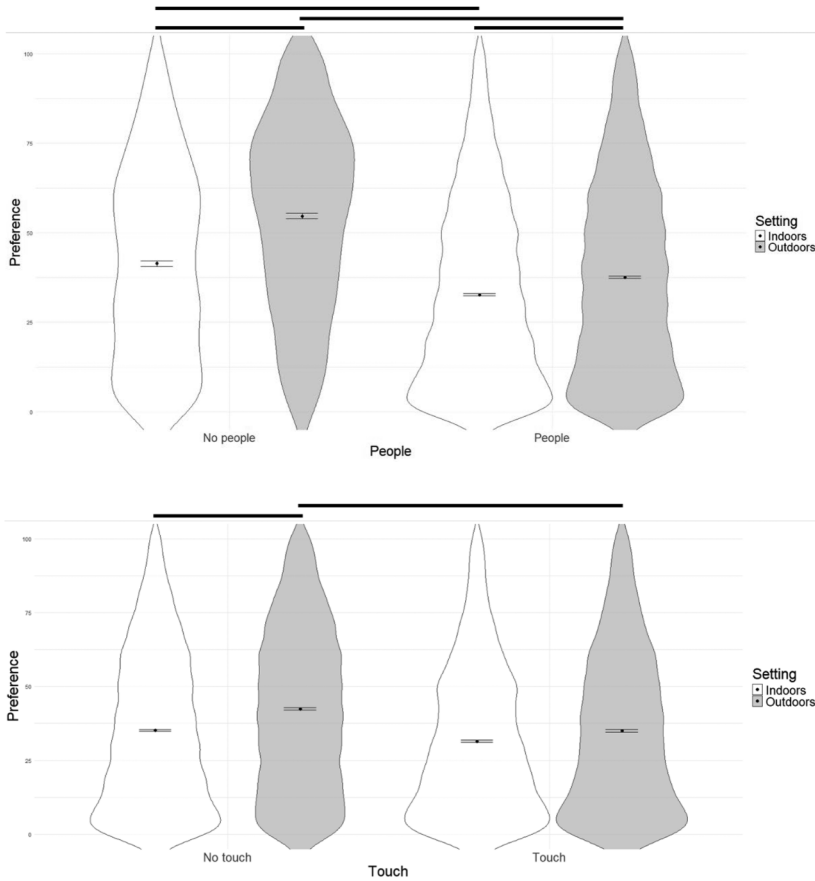 100
75
50
25
0
Preference
No people
People
People
Setting
Indoors
Outdoors
100
75
50
25
0
Preference
No touch
Touch
Touch
Setting
Indoors
Outdoors